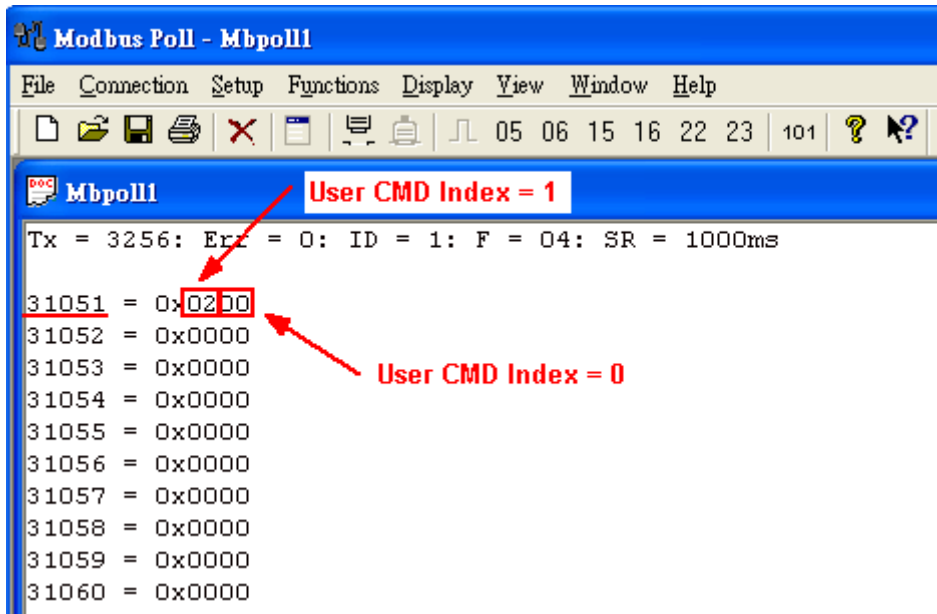 Modbus Poll - Mbpoll1
File Connection Setup Functions Display View Window Help
05 06 15 16 22 23 101
Mbpoll1
User CMD Index = 1
Tx = 3256: Err = 0: ID = 1: F = 04: SR = 1000ms
31051 = 0x0200
31052 = 0x0000
31053 = 0x0000
User CMD Index = 0
31054 = 0x0000
31055 = 0x0000
31056 = 0x0000
31057 = 0x0000
31058 = 0x0000
31059 = 0x0000
31060 = 0x0000